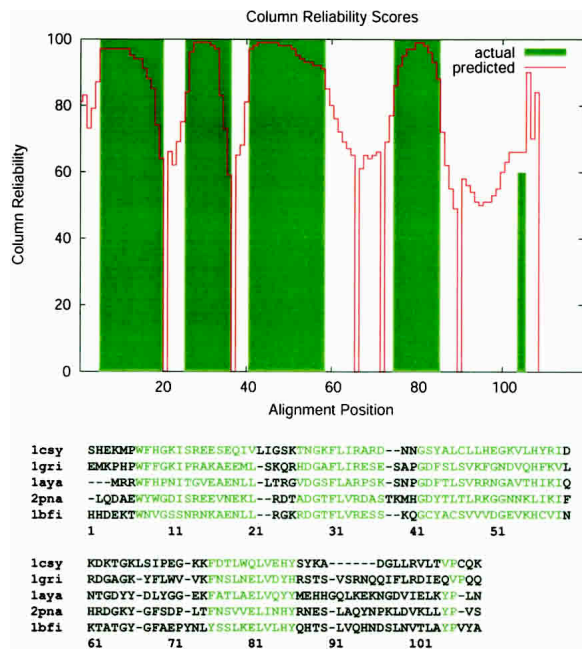 Column Reliability Scores
100
80
60
40
20
0
Column Reliability
actual
predicted
0 20 40 60 80 100
Alignment Position
1csy SHEKMPWFHGKISREESEQIVLIGSKTNGKFLIRARD--NNGSYALCLLHEGKVLHYRID
1gri EMKPHPWFFGKIPRAKAEEML-SKQRHDGAFLIRESE-SAPGDFSLSVKFGNDVQHFKVL
1aya ---MRRWFHPNITGVEAENLL-LTRGVDGSFLARPSK-SNPGDFTLSVRRNGAVTHIKIQ
2pna -LQDAEWYWGDISREEVNEKL-RDTADGTFLVRDASTKMHGDYTLTLRKGGNNKLIKIF
1bfi HHDEKTWNVGSSNRNKAENLL-RGKRDGTFLVRESS--KQGCYACSVVVDGEVKHCVIN
1 11 21 31 41 51
1csy KDKTGKLSIPEG-KKFDTLWQLVEHYSYKA------DGLLRVLTVPCQK
1gri RDGAGK-YFLWV-VKFNSLNELVDYHRSTS-VSRNQQIFLRDIEQVPQQ
1aya NTGDYY-DLYGG-EKFATLAELVQYYMEHHGQLKEKNGDVIELKYP-L
2pna HRDGKY-GFSDP-LTFNSVVELINHYRNES-LAQYNPKLDVKLLYP-VS
1bfi KTATGY-GFAEPYNLYSSLKELVLHYQHTS-LVQHNDSLNVTLAYPVYA
61 71 81 91 101